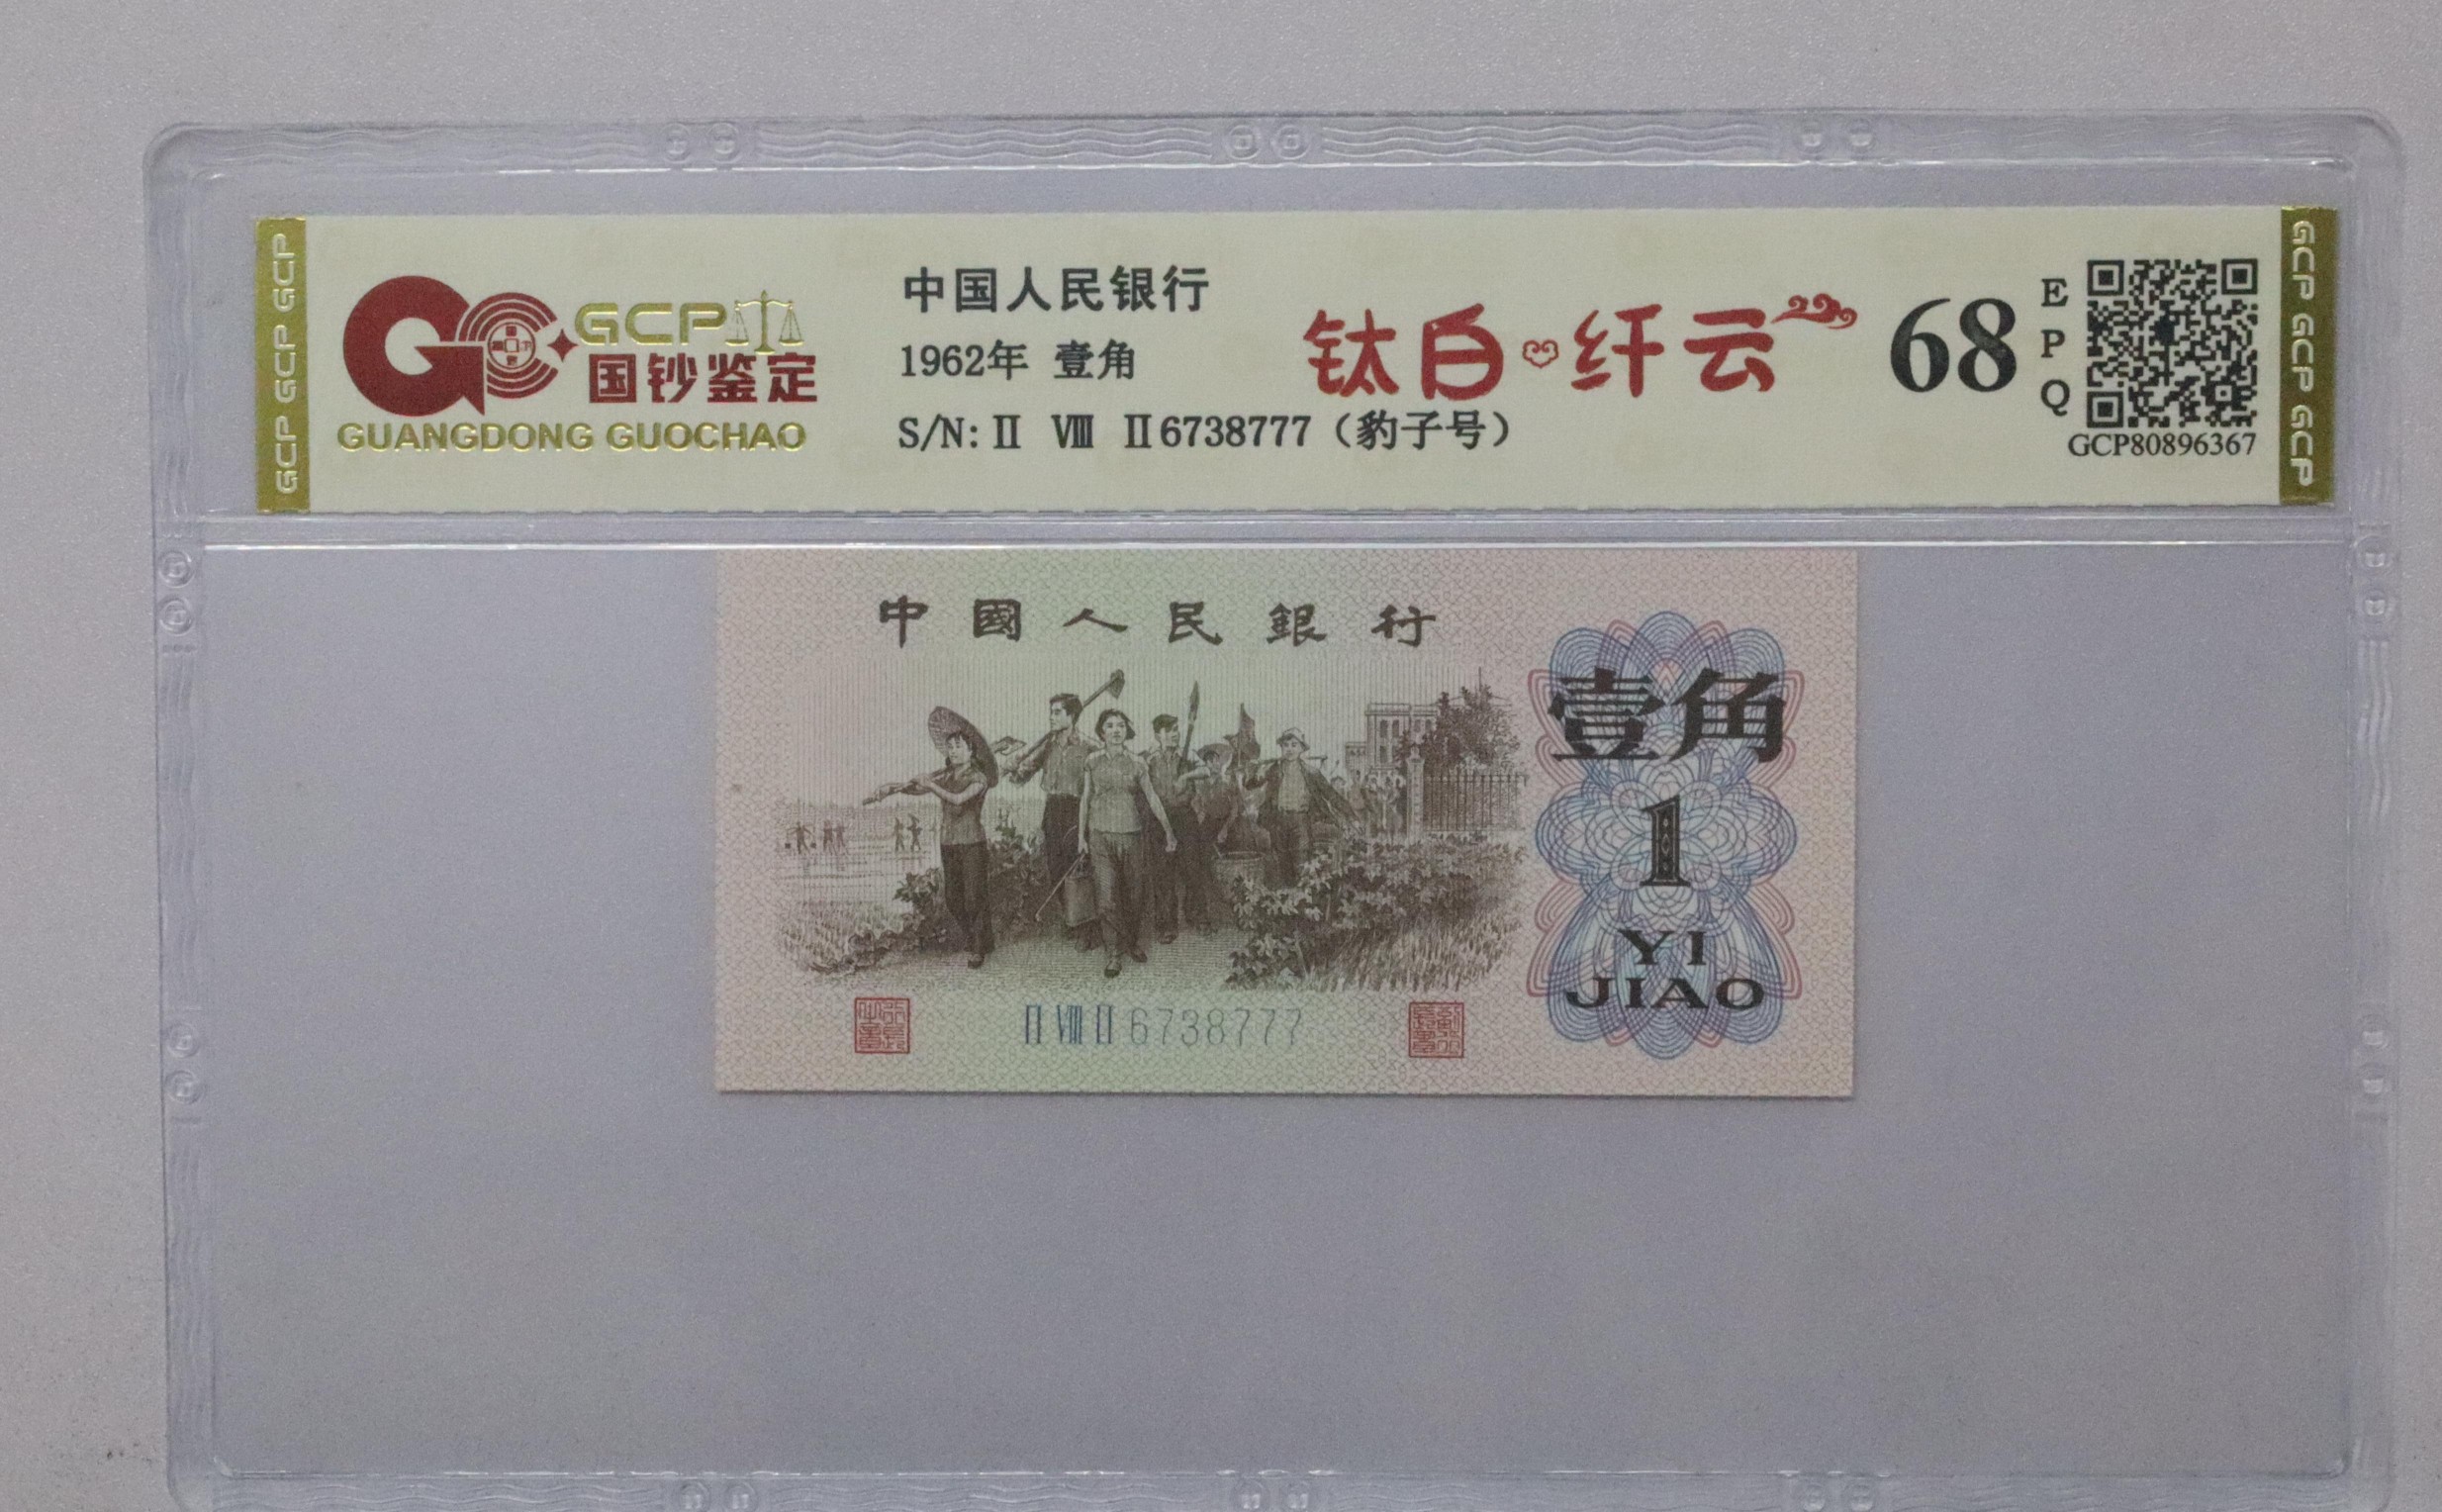 GCP GCP GCP
GCP
国钞鉴定
GUANGDONG GUOCHAO
中国人民银行
1962年 壹角
S/N: Ⅱ Ⅷ Ⅱ6738777（豹子号）
钛白 纤云
68
EPQ
GCP80896367
GCP GCP GCP
中國人民銀行
壹角
1
YI
JIAO
Ⅱ Ⅷ Ⅱ 6738777